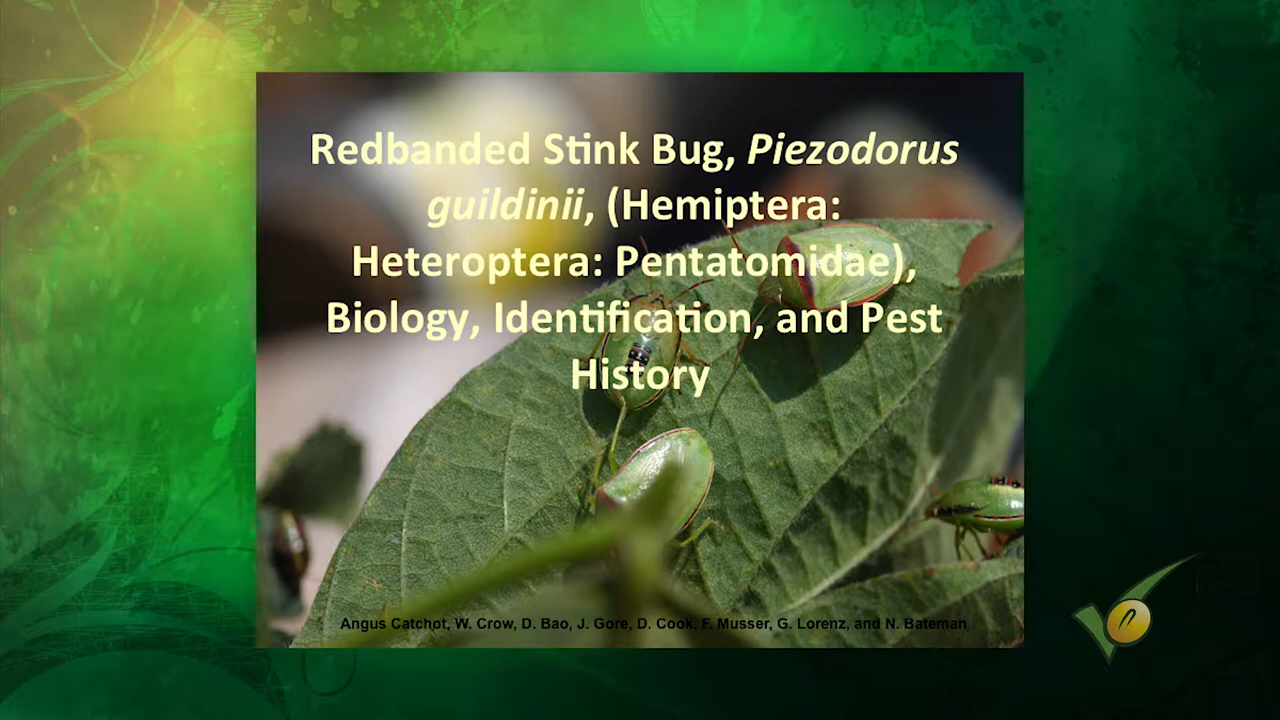 Redbanded Stink Bug, Piezodorus
guildinii, (Hemiptera:
Heteroptera: Pentatomidae),
Biology, Identification, and Pest
History
Angus Catchot, W. Crow, D. Bao, J. Gore, D. Cook, F. Musser, G. Lorenz, and N. Bateman